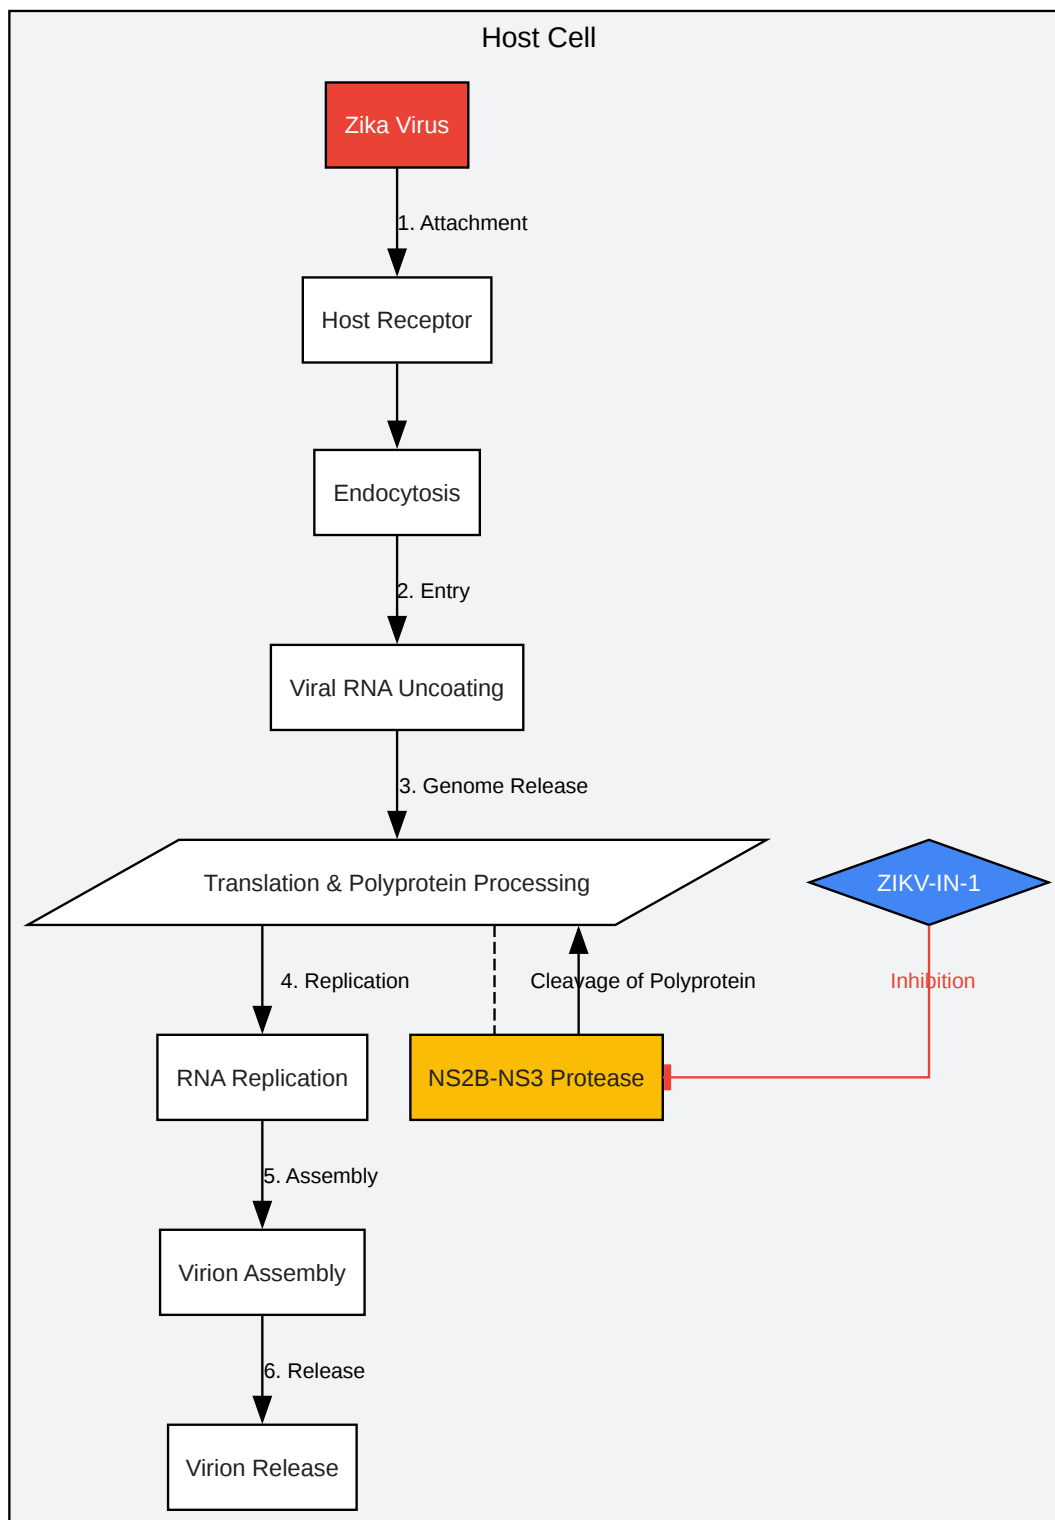 Host Cell
Zika Virus
1. Attachment
Host Receptor
Endocytosis
2. Entry
Viral RNA Uncoating
3. Genome Release
Translation & Polyprotein Processing
ZIKV-IN-1
4. Replication
Cleavage of Polyprotein
Inhibition
RNA Replication
NS2B-NS3 Protease
5. Assembly
Virion Assembly
6. Release
Virion Release